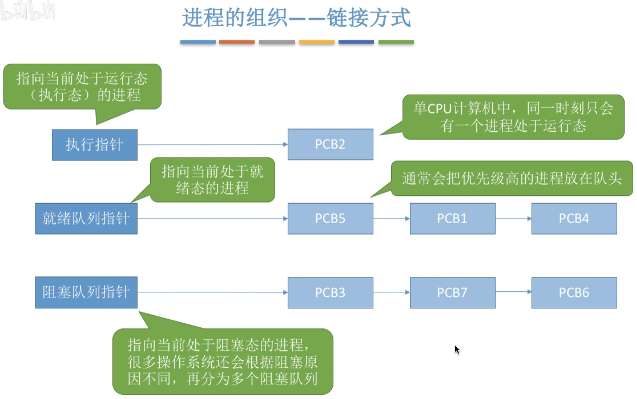 bilibili
进程的组织——链接方式
指向当前处于运行态
（执行态）的进程
单CPU计算机中，同一时刻只会
有一个进程处于运行态
执行指针
PCB2
指向当前处于就
绪态的进程
通常会把优先级高的进程放在队头
就绪队列指针
PCB5
PCB1
PCB4
阻塞队列指针
PCB3
PCB7
PCB6
指向当前处于阻塞态的进程，
很多操作系统还会根据阻塞原
因不同，再分为多个阻塞队列